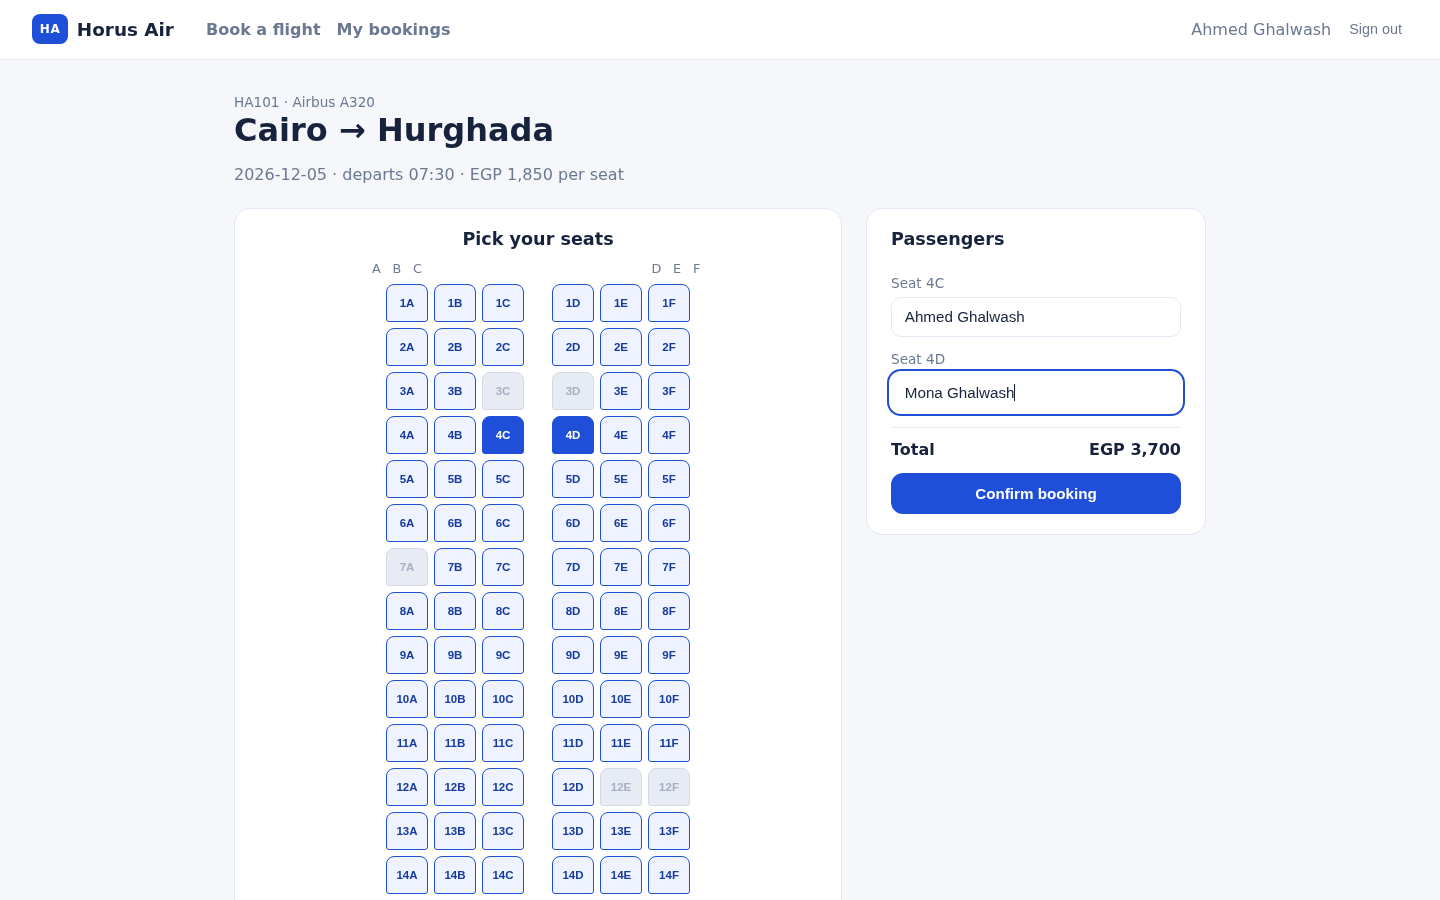 HA Horus Air Book a flight My bookings Ahmed Ghalwash Sign out
HA101 · Airbus A320
Cairo → Hurghada
2026-12-05 · departs 07:30 · EGP 1,850 per seat
Pick your seats
A B C D E F
1A 1B 1C 1D 1E 1F
2A 2B 2C 2D 2E 2F
3A 3B 3C 3D 3E 3F
4A 4B 4C 4D 4E 4F
5A 5B 5C 5D 5E 5F
6A 6B 6C 6D 6E 6F
7A 7B 7C 7D 7E 7F
8A 8B 8C 8D 8E 8F
9A 9B 9C 9D 9E 9F
10A 10B 10C 10D 10E 10F
11A 11B 11C 11D 11E 11F
12A 12B 12C 12D 12E 12F
13A 13B 13C 13D 13E 13F
14A 14B 14C 14D 14E 14F
Passengers
Seat 4C
Ahmed Ghalwash
Seat 4D
Mona Ghalwash
Total EGP 3,700
Confirm booking